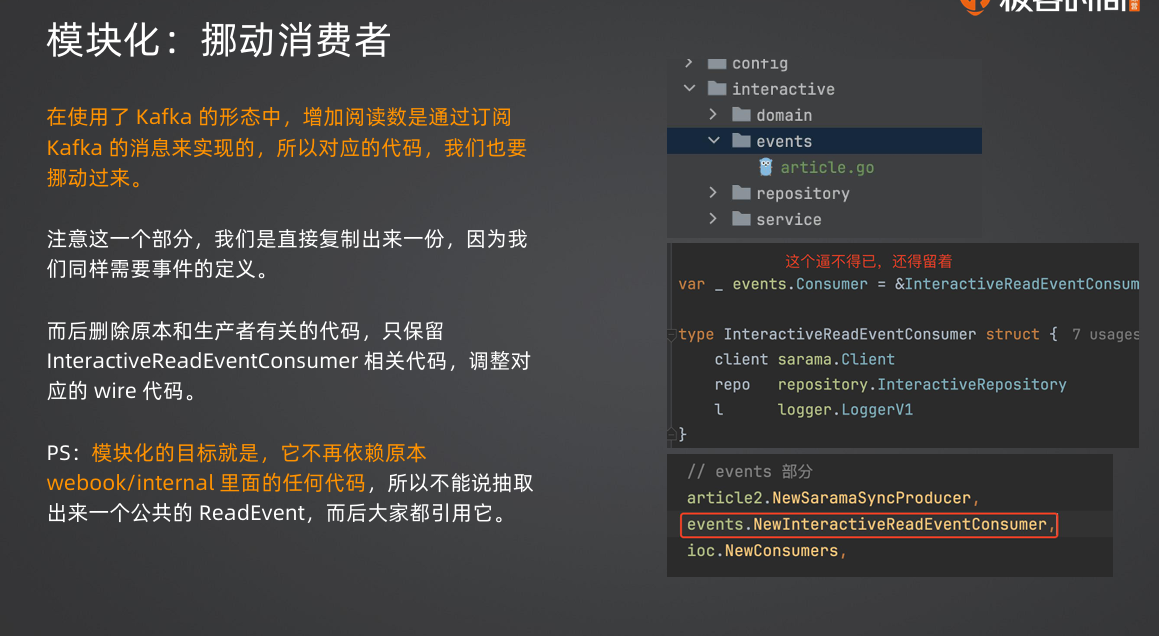 模块化：挪动消费者
在使用了 Kafka 的形态中，增加阅读数是通过订阅
Kafka 的消息来实现的，所以对应的代码，我们也要
挪动过来。
注意这一个部分，我们是直接复制出来一份，因为我
们同样需要事件的定义。
而后删除原本和生产者有关的代码，只保留
InteractiveReadEventConsumer 相关代码，调整对
应的 wire 代码。
PS：模块化的目标就是，它不再依赖原本
webook/internal 里面的任何代码，所以不能说抽取
出来一个公共的 ReadEvent，而后大家都引用它。
极客时间
config
interactive
domain
events
article.go
repository
service
这个逼不得已，还得留着
var _ events.Consumer = &InteractiveReadEventConsum
type InteractiveReadEventConsumer struct { 7 usages
client sarama.Client
repo repository.InteractiveRepository
l logger.LoggerV1
}
// events 部分
article2.NewSaramaSyncProducer,
events.NewInteractiveReadEventConsumer,
ioc.NewConsumers,